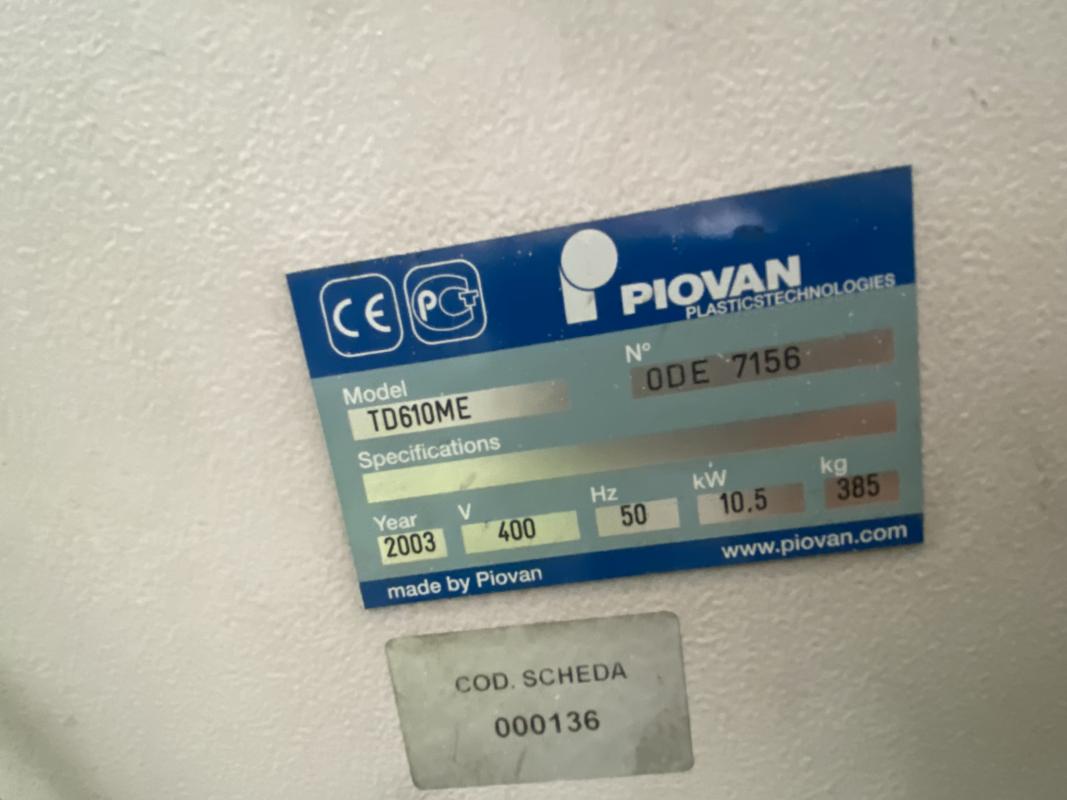 CE PCT
PIOVAN
PLASTICSTECHNOLOGIES
Model N°
TD610ME 0DE 7156
Specifications
Year V Hz kW kg
2003 400 50 10.5 385
made by Piovan www.piovan.com
COD. SCHEDA
000136